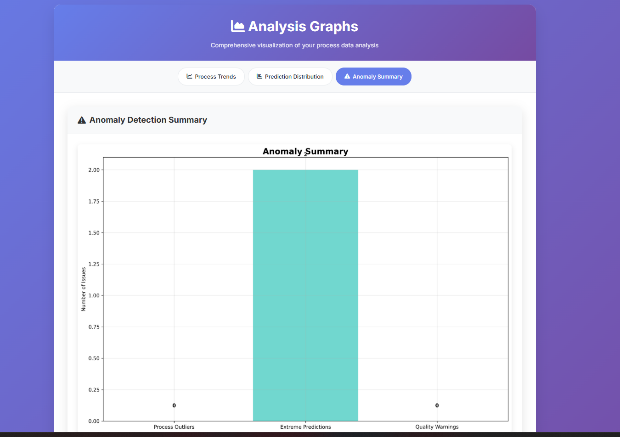 Analysis Graphs
Comprehensive visualization of your process data analysis
Process Trends
Prediction Distribution
Anomaly Summary
Anomaly Detection Summary
Anomaly Summary
2.00
1.75
1.50
1.25
1.00
0.75
0.50
0.25
0.00
Number of Issues
0
0
Process Outliers
Extreme Predictions
Quality Warnings